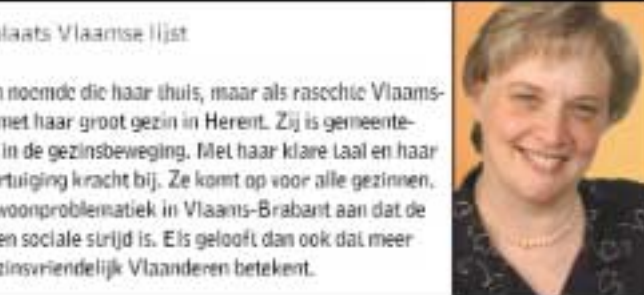 laats Vlaamse lijst
n noemde die haar thuis, maar als rasechte Vlaams-
met haar groot gezin in Herent. Zij is gemeente-
in de gezinsbeweging. Met haar klare taal en haar
rtuiging kracht bij. Ze komt op voor alle gezinnen.
woonproblematiek in Vlaams-Brabant aan dat de
en sociale strijd is. Els gelooft dan ook dat meer
zinsvriendelijk Vlaanderen betekent.